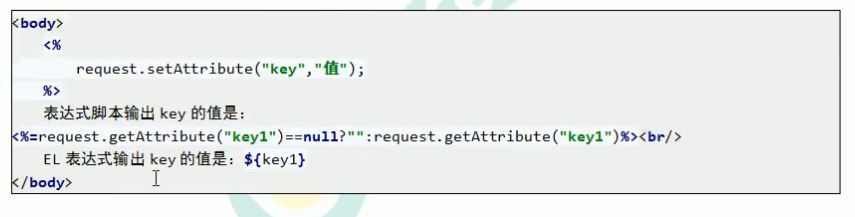 <body>
<%
request.setAttribute("key","值");
%>
表达式脚本输出 key 的值是：
<%=request.getAttribute("key1")==null?"":request.getAttribute("key1")%><br/>
EL 表达式输出 key 的值是：${key1}
</body>